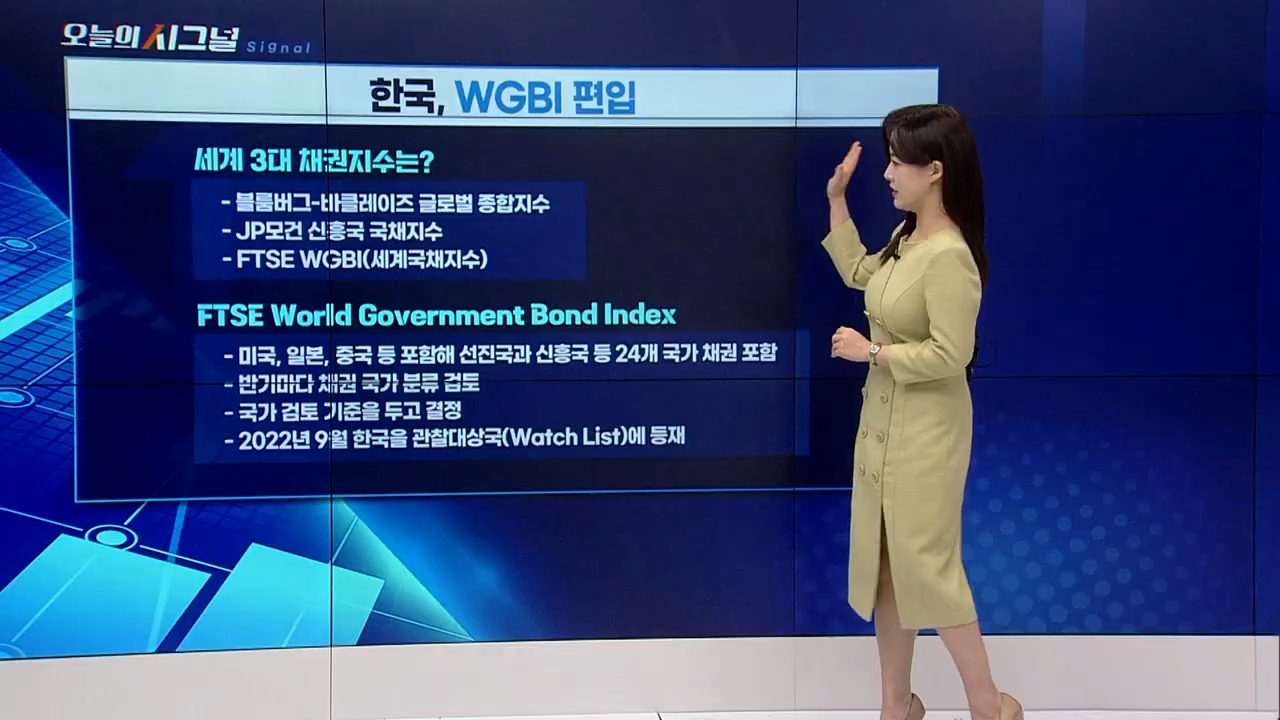 오늘의 시그널 Signal
한국, WGBI 편입
세계 3대 채권지수는?
- 블룸버그-바클레이즈 글로벌 종합지수
- JP모건 신흥국 국채지수
- FTSE WGBI(세계국채지수)
FTSE World Government Bond Index
- 미국, 일본, 중국 등 포함해 선진국과 신흥국 등 24개 국가 채권 포함
- 반기마다 채권 국가 분류 검토
- 국가 검토 기준을 두고 결정
- 2022년 9월 한국을 관찰대상국(Watch List)에 등재